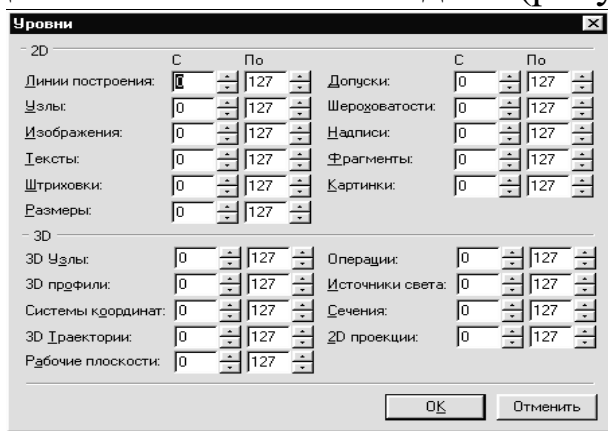 Уровни
2D
С По С По
Линии построения: 0 127 Допуски: 0 127
Узлы: 0 127 Шероховатости: 0 127
Изображения: 0 127 Надписи: 0 127
Тексты: 0 127 Фрагменты: 0 127
Штриховки: 0 127 Картинки: 0 127
Размеры: 0 127
3D
3D Узлы: 0 127 Операции: 0 127
3D профили: 0 127 Источники света: 0 127
Системы координат: 0 127 Сечения: 0 127
3D Траектории: 0 127 2D проекции: 0 127
Рабочие плоскости: 0 127
OK Отменить